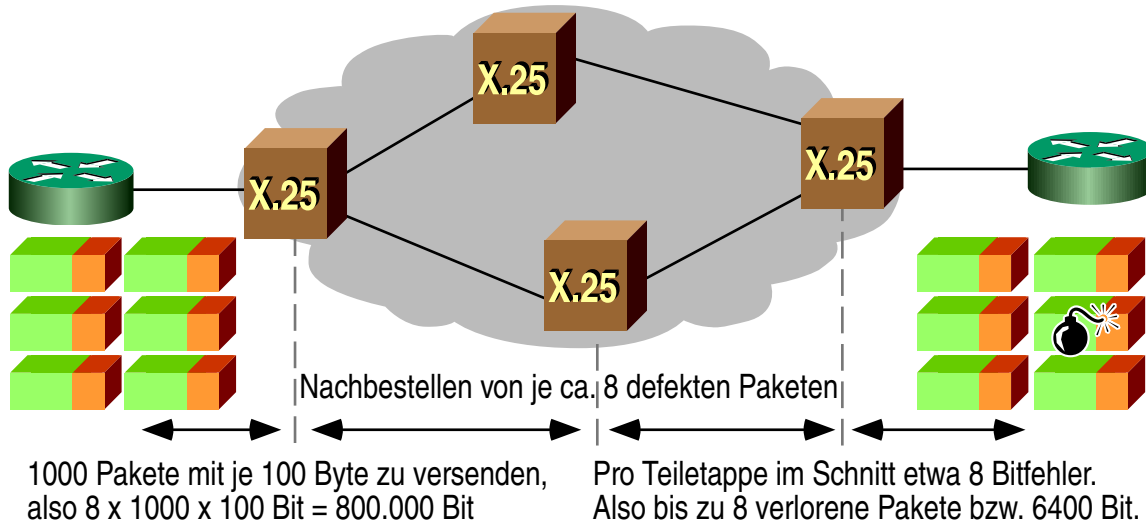 X.25
X.25
X.25
X.25
Nachbestellen von je ca. 8 defekten Paketen
1000 Pakete mit je 100 Byte zu versenden,
also 8 x 1000 x 100 Bit = 800.000 Bit
Pro Teiletappe im Schnitt etwa 8 Bitfehler.
Also bis zu 8 verlorene Pakete bzw. 6400 Bit.